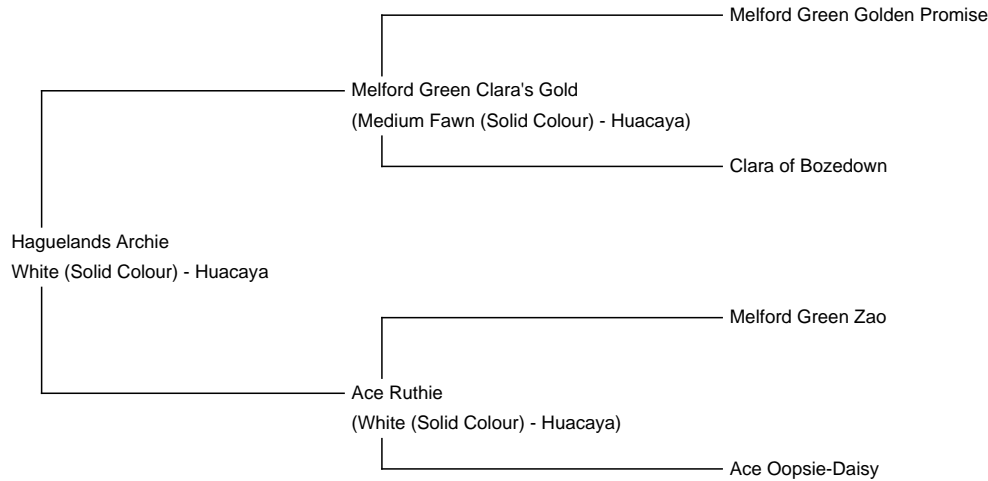 Melford Green Golden Promise
Melford Green Clara's Gold
(Medium Fawn (Solid Colour) - Huacaya)
Clara of Bozedown
Haguelands Archie
White (Solid Colour) - Huacaya
Melford Green Zao
Ace Ruthie
(White (Solid Colour) - Huacaya)
Ace Oopsie-Daisy